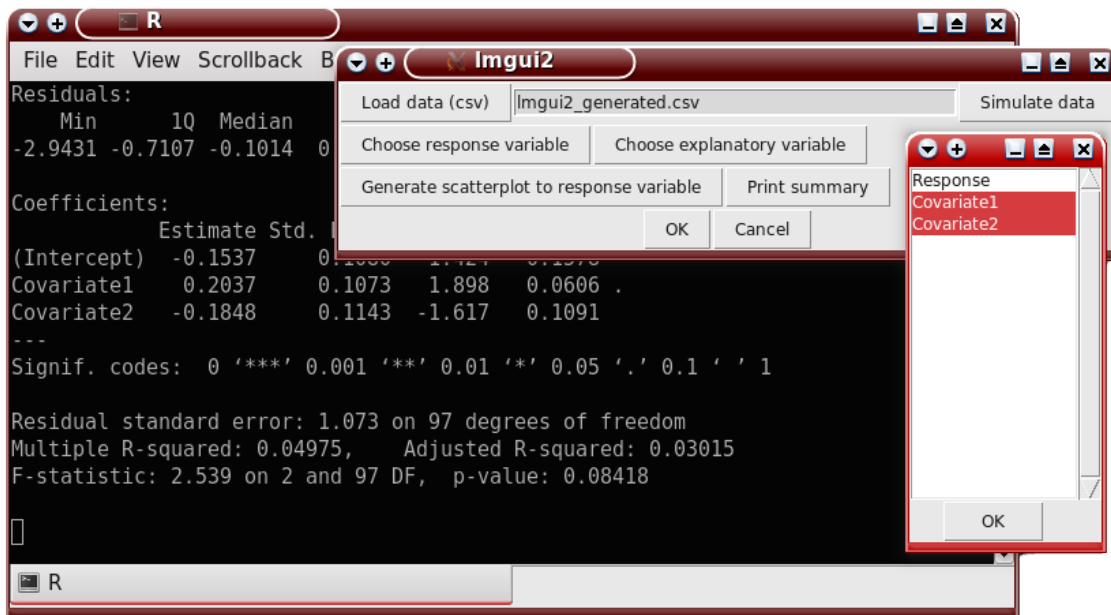 R
File Edit View Scrollback B
Residuals:
Min 1Q Median
-2.9431 -0.7107 -0.1014 0
Coefficients:
Estimate Std.
(Intercept) -0.1537
Covariate1 0.2037 0.1073 1.898 0.0606 .
Covariate2 -0.1848 0.1143 -1.617 0.1091
---
Signif. codes: 0 ‘***’ 0.001 ‘**’ 0.01 ‘*’ 0.05 ‘.’ 0.1 ‘ ’ 1
Residual standard error: 1.073 on 97 degrees of freedom
Multiple R-squared: 0.04975, Adjusted R-squared: 0.03015
F-statistic: 2.539 on 2 and 97 DF, p-value: 0.08418
R
lmgui2
Load data (csv) lmgui2_generated.csv Simulate data
Choose response variable Choose explanatory variable
Generate scatterplot to response variable Print summary
OK Cancel
Response
Covariate1
Covariate2
OK